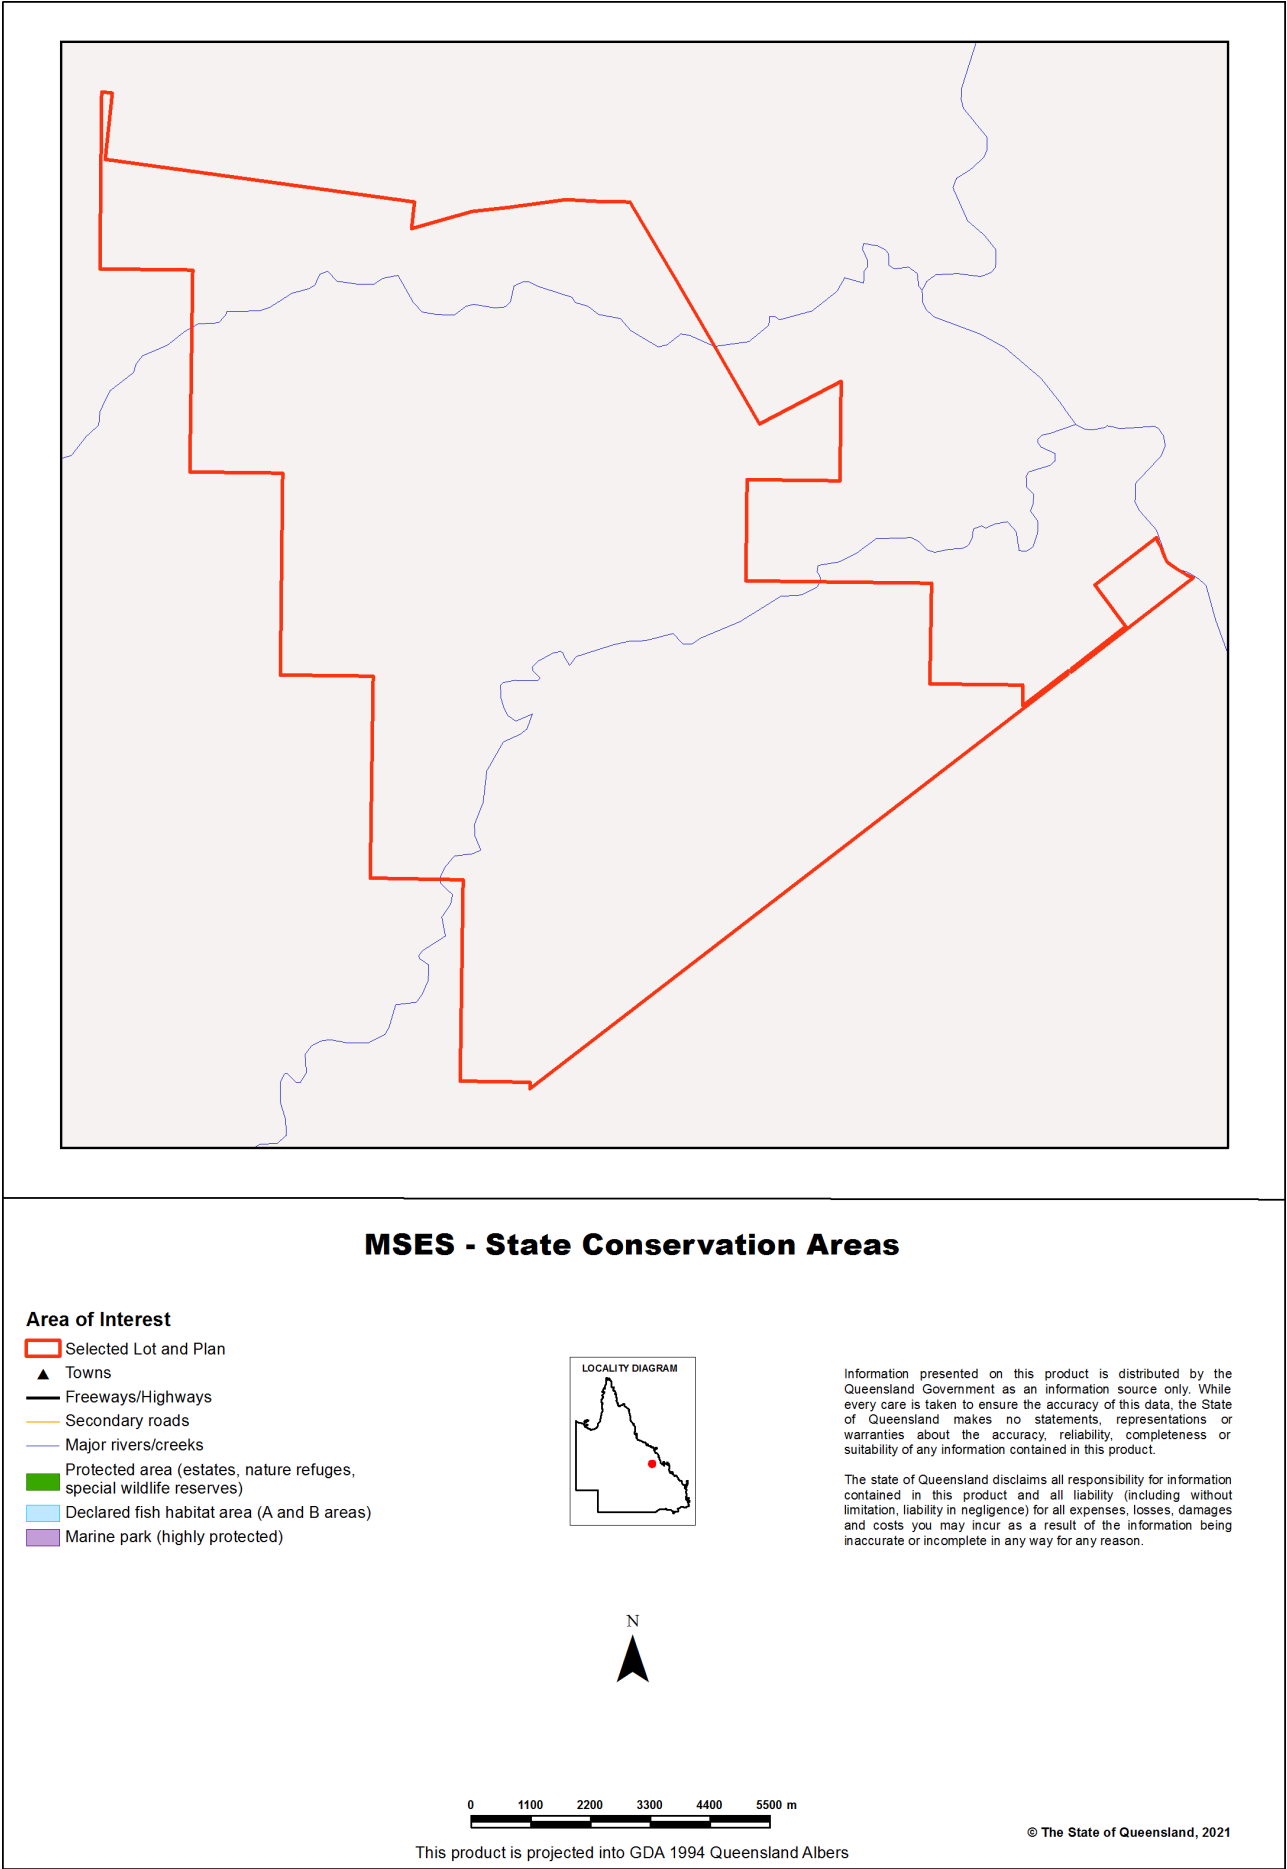 MSES - State Conservation Areas
Area of Interest
Selected Lot and Plan
Towns
Freeways/Highways
Secondary roads
Major rivers/creeks
Protected area (estates, nature refuges,
special wildlife reserves)
Declared fish habitat area (A and B areas)
Marine park (highly protected)
LOCALITY DIAGRAM
Information presented on this product is distributed by the
Queensland Government as an information source only. While
every care is taken to ensure the accuracy of this data, the State
of Queensland makes no statements, representations or
warranties about the accuracy, reliability, completeness or
suitability of any information contained in this product.
The state of Queensland disclaims all responsibility for information
contained in this product and all liability (including without
limitation, liability in negligence) for all expenses, losses, damages
and costs you may incur as a result of the information being
inaccurate or incomplete in any way for any reason.
N
0 1100 2200 3300 4400 5500 m
© The State of Queensland, 2021
This product is projected into GDA 1994 Queensland Albers